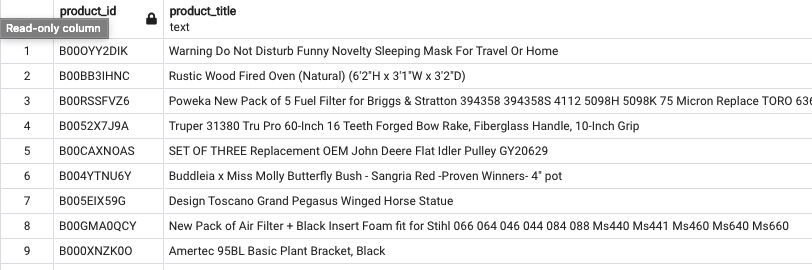 product_id product_title
Read-only column text
1 B00OYY2DIK Warning Do Not Disturb Funny Novelty Sleeping Mask For Travel Or Home
2 B00BB3IHNC Rustic Wood Fired Oven (Natural) (6'2"H x 3'1"W x 3'2"D)
3 B00RSSFVZ6 Poweka New Pack of 5 Fuel Filter for Briggs & Stratton 394358 394358S 4112 5098H 5098K 75 Micron Replace TORO
4 B0052X7J9A Truper 31380 Tru Pro 60-Inch 16 Teeth Forged Bow Rake, Fiberglass Handle, 10-Inch Grip
5 B00CAXNOAS SET OF THREE Replacement OEM John Deere Flat Idler Pulley GY20629
6 B004YTNU6Y Buddleia x Miss Molly Butterfly Bush - Sangria Red -Proven Winners- 4" pot
7 B005EIX59G Design Toscano Grand Pegasus Winged Horse Statue
8 B00GMA0QCY New Pack of Air Filter + Black Insert Foam fit for Stihl 066 064 046 044 084 088 Ms440 Ms441 Ms460 Ms640 Ms660
9 B000XNZK0O Amertec 95BL Basic Plant Bracket, Black